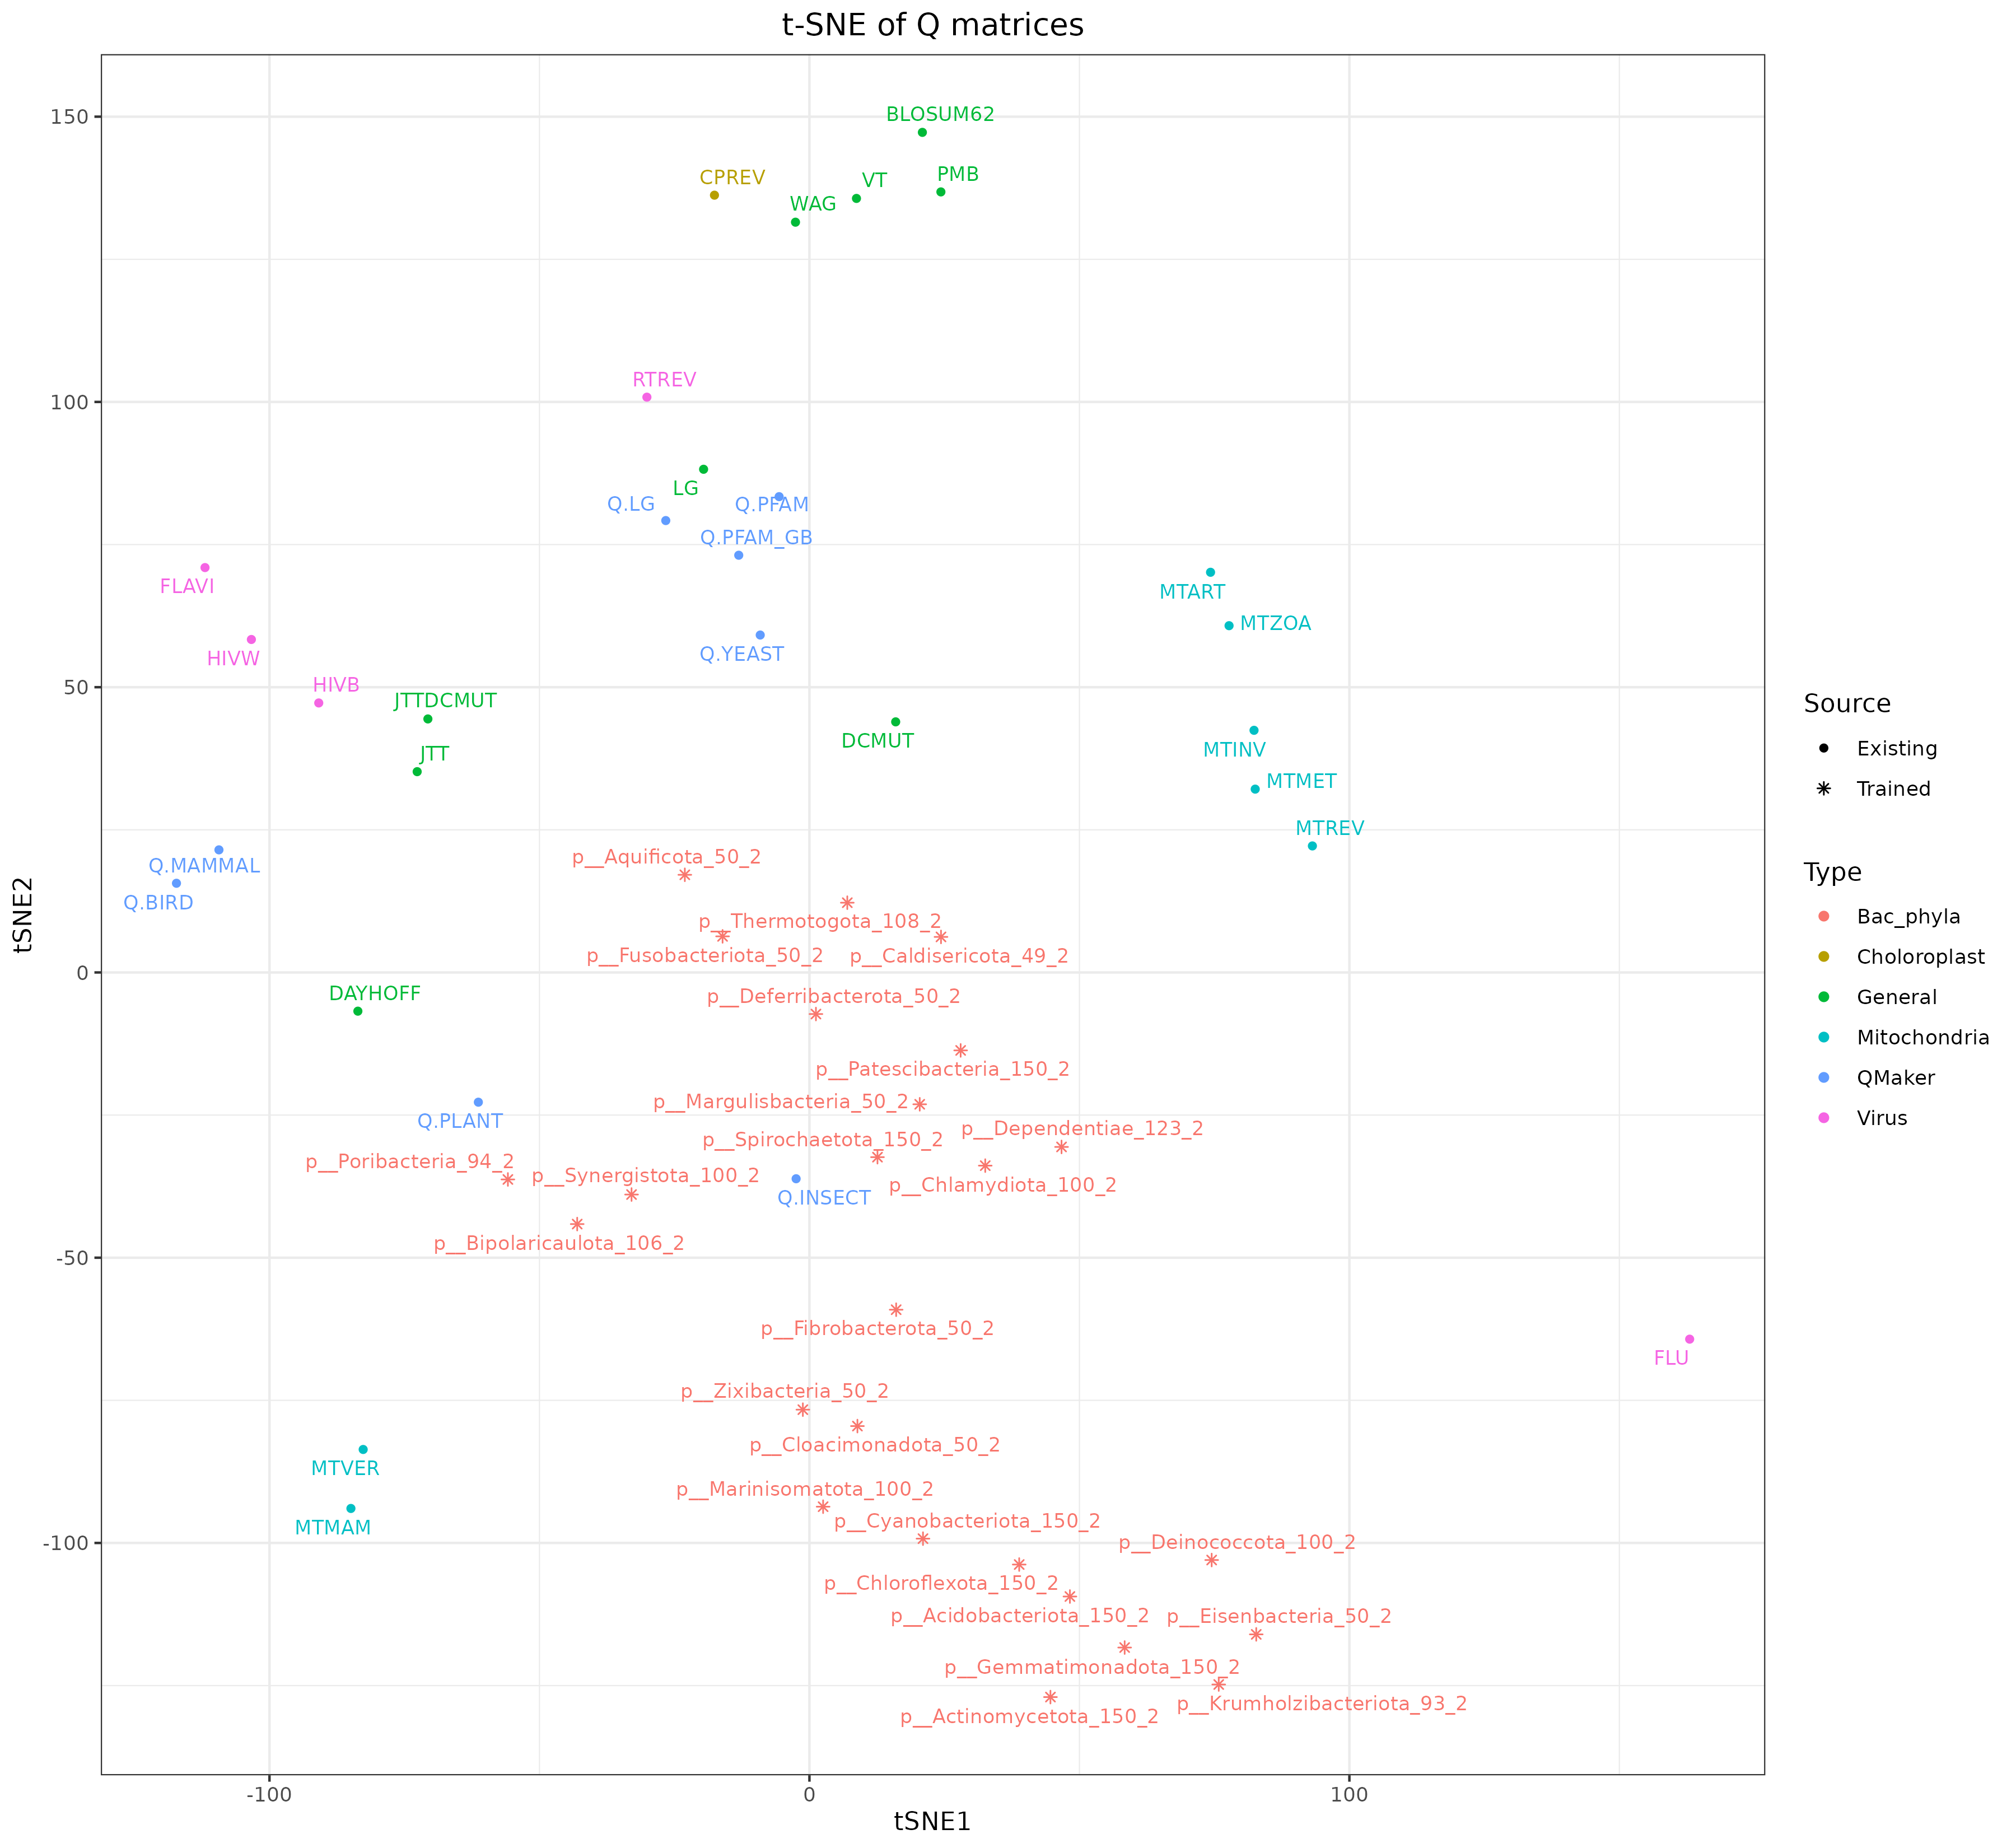 t-SNE of Q matrices
150
BLOSUM62
CPREV
VT
PMB
WAG
100
RTREV
LG
Q.LG
Q.PFAM
Q.PFAM_GB
FLAVI
MTART
MTZOA
HIVW
Q.YEAST
50
HIVB
JTTDCMUT
DCMUT
MTINV
JTT
MTMET
MTREV
p__Aquificota_50_2
Q.MAMMAL
Q.BIRD
p__Thermotogota_108_2
p__Fusobacteriota_50_2
p__Caldisericota_49_2
0
DAYHOFF
p__Deferribacterota_50_2
p__Patescibacteria_150_2
p__Margulisbacteria_50_2
Q.PLANT
p__Dependentiae_123_2
p__Spirochaetota_150_2
p__Poribacteria_94_2
p__Synergistota_100_2
p__Chlamydiota_100_2
Q.INSECT
p__Bipolaricaulota_106_2
-50
p__Fibrobacterota_50_2
FLU
p__Zixibacteria_50_2
p__Cloacimonadota_50_2
MTVER
p__Marinisomatota_100_2
MTMAM
p__Cyanobacteriota_150_2
-100
p__Deinococcota_100_2
p__Chloroflexota_150_2
p__Acidobacteriota_150_2
p__Eisenbacteria_50_2
p__Gemmatimonadota_150_2
p__Krumholzibacteriota_93_2
p__Actinomycetota_150_2
-100
0
100
tSNE1
tSNE2
Source
Existing
Trained
Type
Bac_phyla
Choloroplast
General
Mitochondria
QMaker
Virus